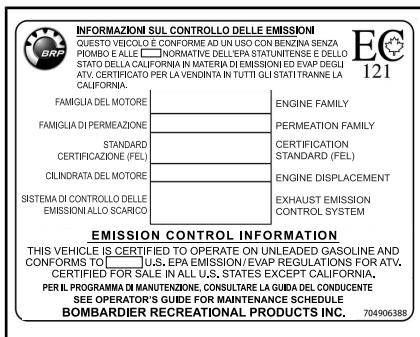 brp
INFORMAZIONI SUL CONTROLLO DELLE EMISSIONI
QUESTO VEICOLO È CONFORME AD UN USO CON BENZINA SENZA
PIOMBO E ALLE NORMATIVE DELL'EPA STATUNITENSE E DELLO
STATO DELLA CALIFORNIA IN MATERIA DI EMISSIONI ED EVAP DEGLI
ATV. CERTIFICATO PER LA VENDINTA IN TUTTI GLI STATI TRANNE LA
CALIFORNIA.
EC
121
FAMIGLIA DEL MOTORE ENGINE FAMILY
FAMIGLIA DI PERMEAZIONE PERMEATION FAMILY
STANDARD CERTIFICATION
CERTIFICAZIONE (FEL) STANDARD (FEL)
CILINDRATA DEL MOTORE ENGINE DISPLACEMENT
SISTEMA DI CONTROLLO DELLE EXHAUST EMISSION
EMISSIONI ALLO SCARICO CONTROL SYSTEM
EMISSION CONTROL INFORMATION
THIS VEHICLE IS CERTIFIED TO OPERATE ON UNLEADED GASOLINE AND
CONFORMS TO U.S. EPA EMISSION/EVAP REGULATIONS FOR ATV.
CERTIFIED FOR SALE IN ALL U.S. STATES EXCEPT CALIFORNIA.
PER IL PROGRAMMA DI MANUTENZIONE, CONSULTARE LA GUIDA DEL CONDUCENTE
SEE OPERATOR'S GUIDE FOR MAINTENANCE SCHEDULE
BOMBARDIER RECREATIONAL PRODUCTS INC. 704906388